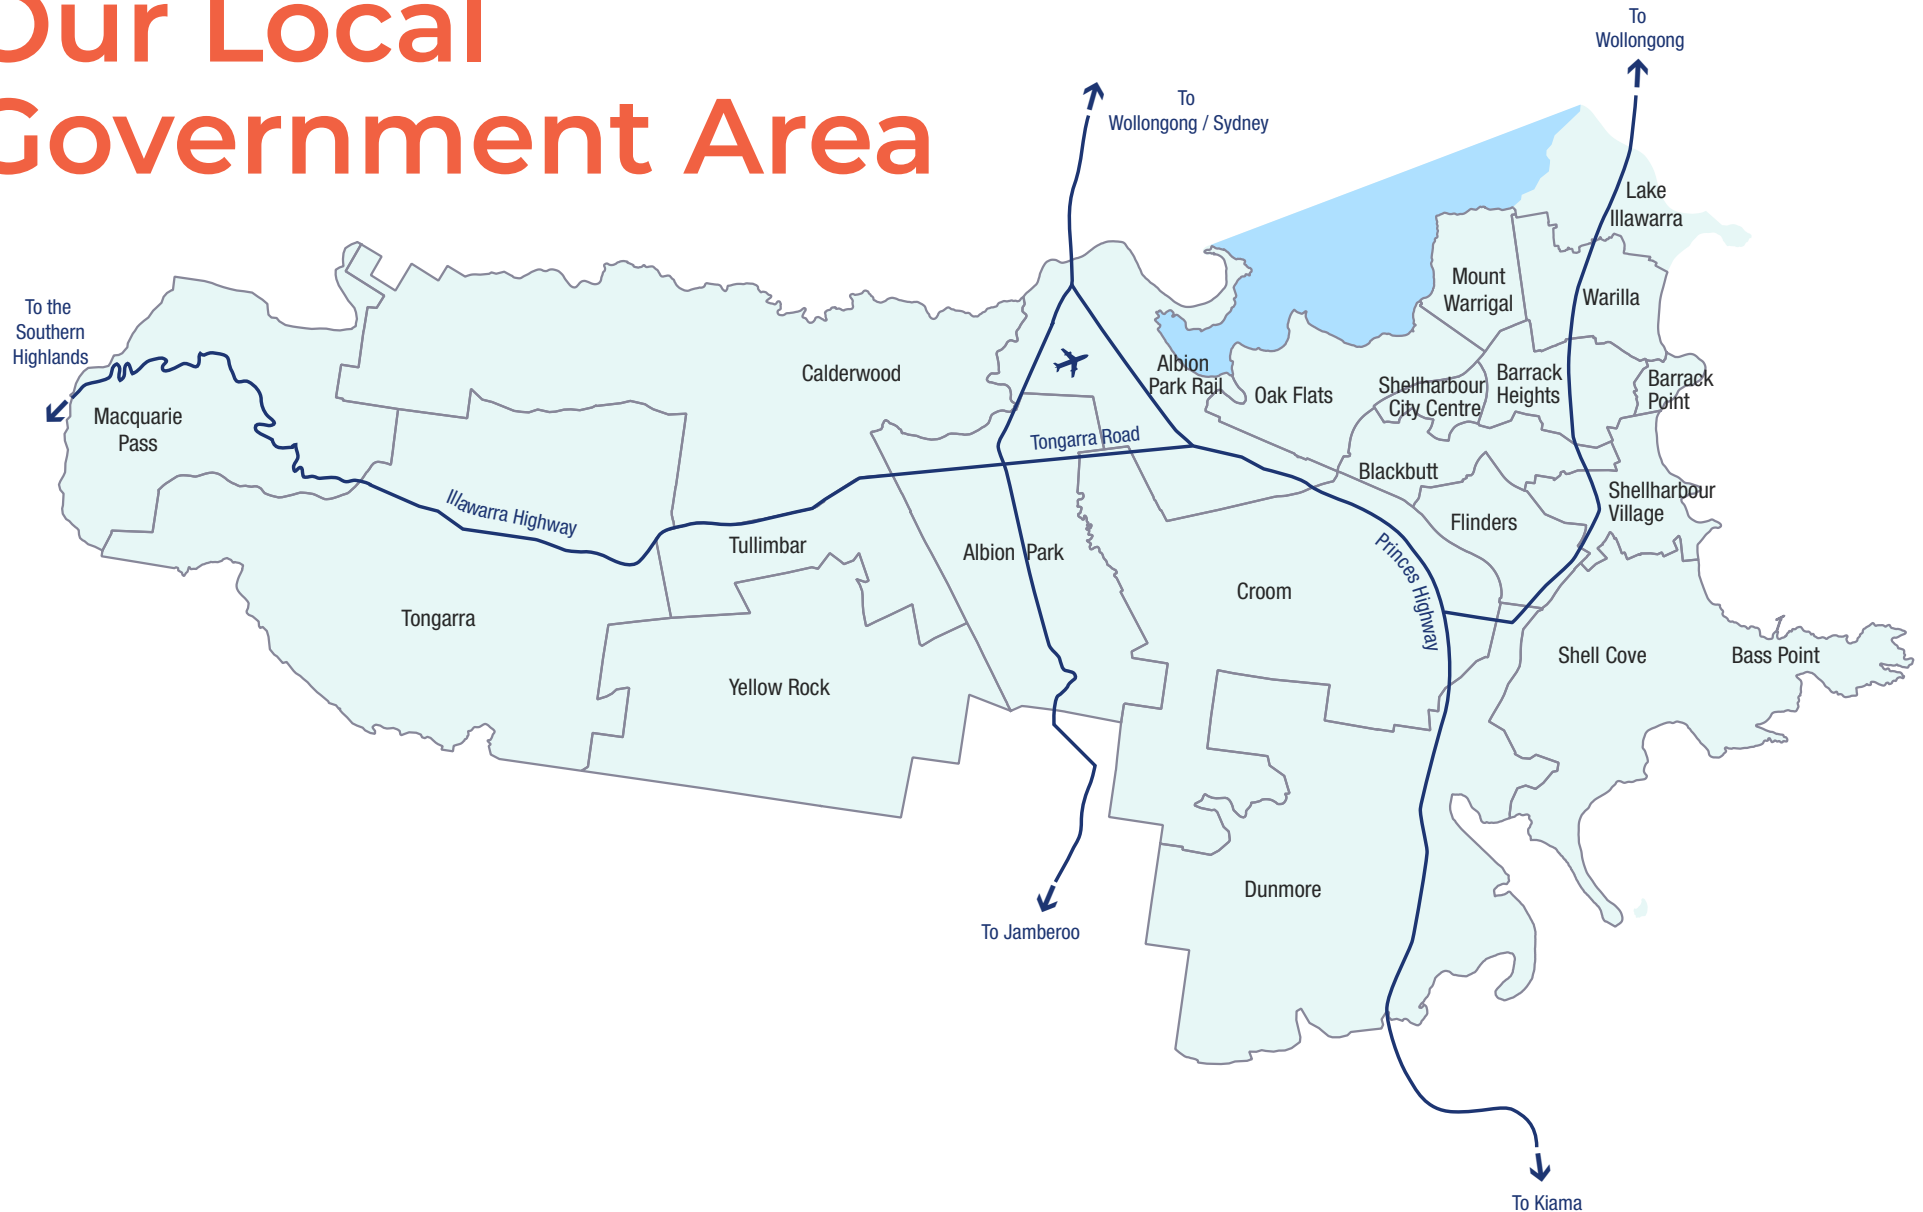 Our Local
Government Area
To
Wollongong
To
Wollongong / Sydney
Lake
Illawarra
To the
Southern
Highlands
Mount
Warrigal
Warilla
Calderwood
Albion
Park Rail
Oak Flats
Shellharbour
City Centre
Barrack
Heights
Barrack
Point
Macquarie
Pass
Tongarra Road
Blackbutt
Illawarra Highway
Shellharbour
Village
Flinders
Tullimbar
Albion Park
Princes Highway
Croom
Tongarra
Shell Cove
Bass Point
Yellow Rock
Dunmore
To Jamberoo
To Kiama